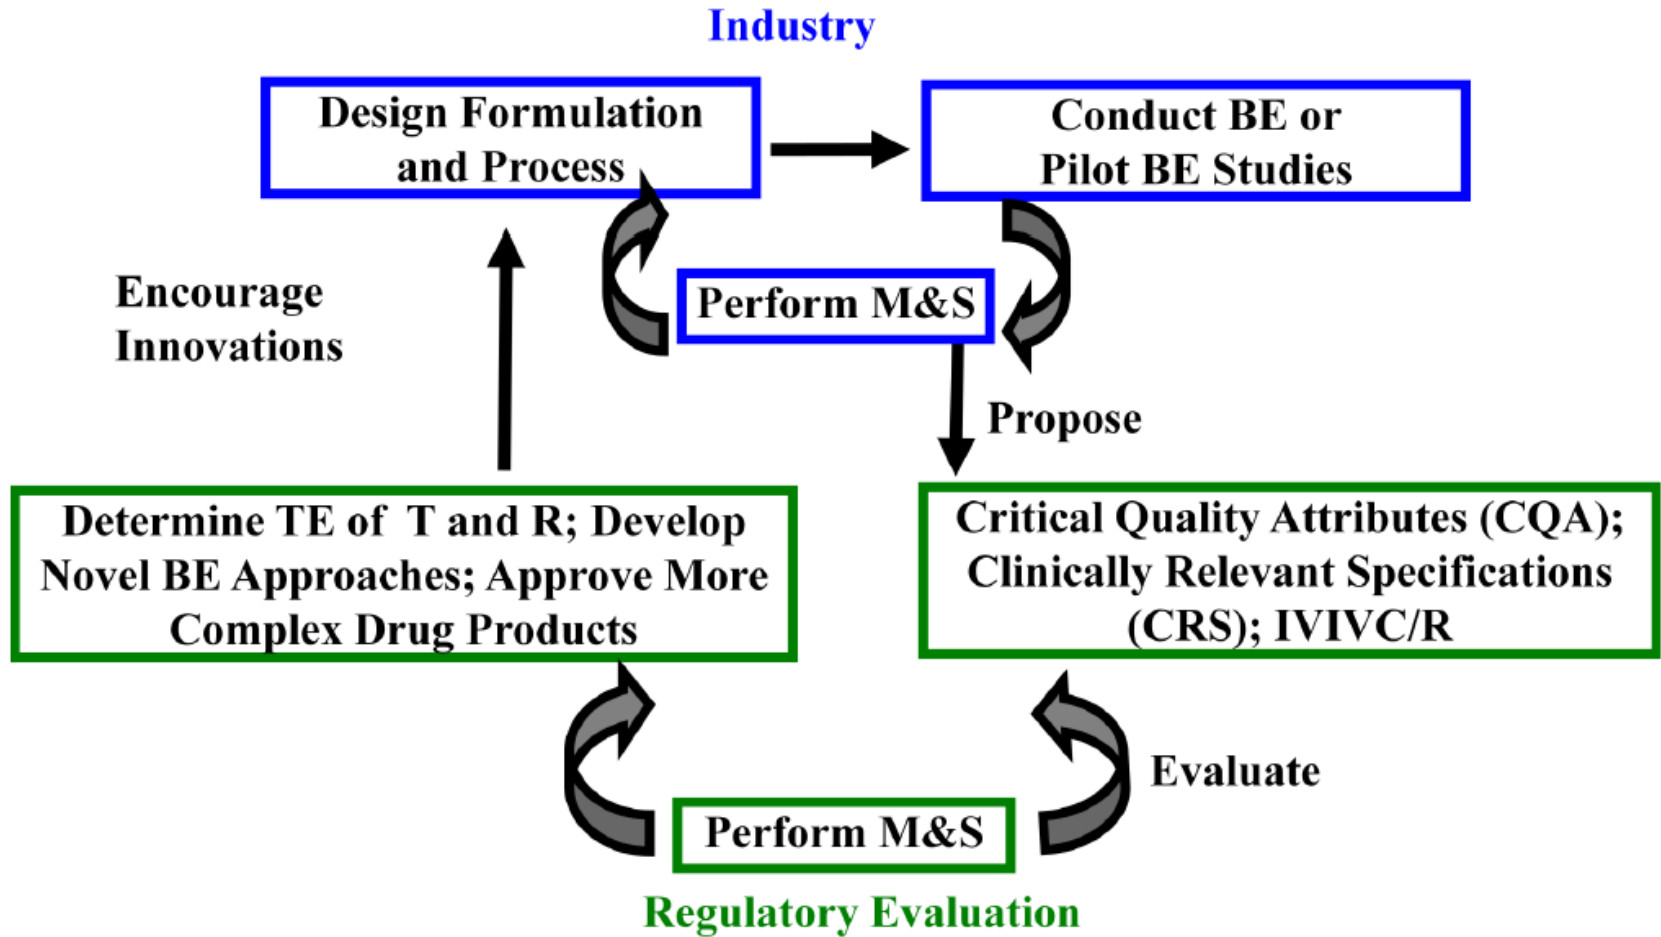 Industry
Design Formulation
and Process
Conduct BE or
Pilot BE Studies
Encourage
Innovations
Perform M&S
Propose
Determine TE of T and R; Develop
Novel BE Approaches; Approve More
Complex Drug Products
Critical Quality Attributes (CQA);
Clinically Relevant Specifications
(CRS); IVIVC/R
Evaluate
Perform M&S
Regulatory Evaluation